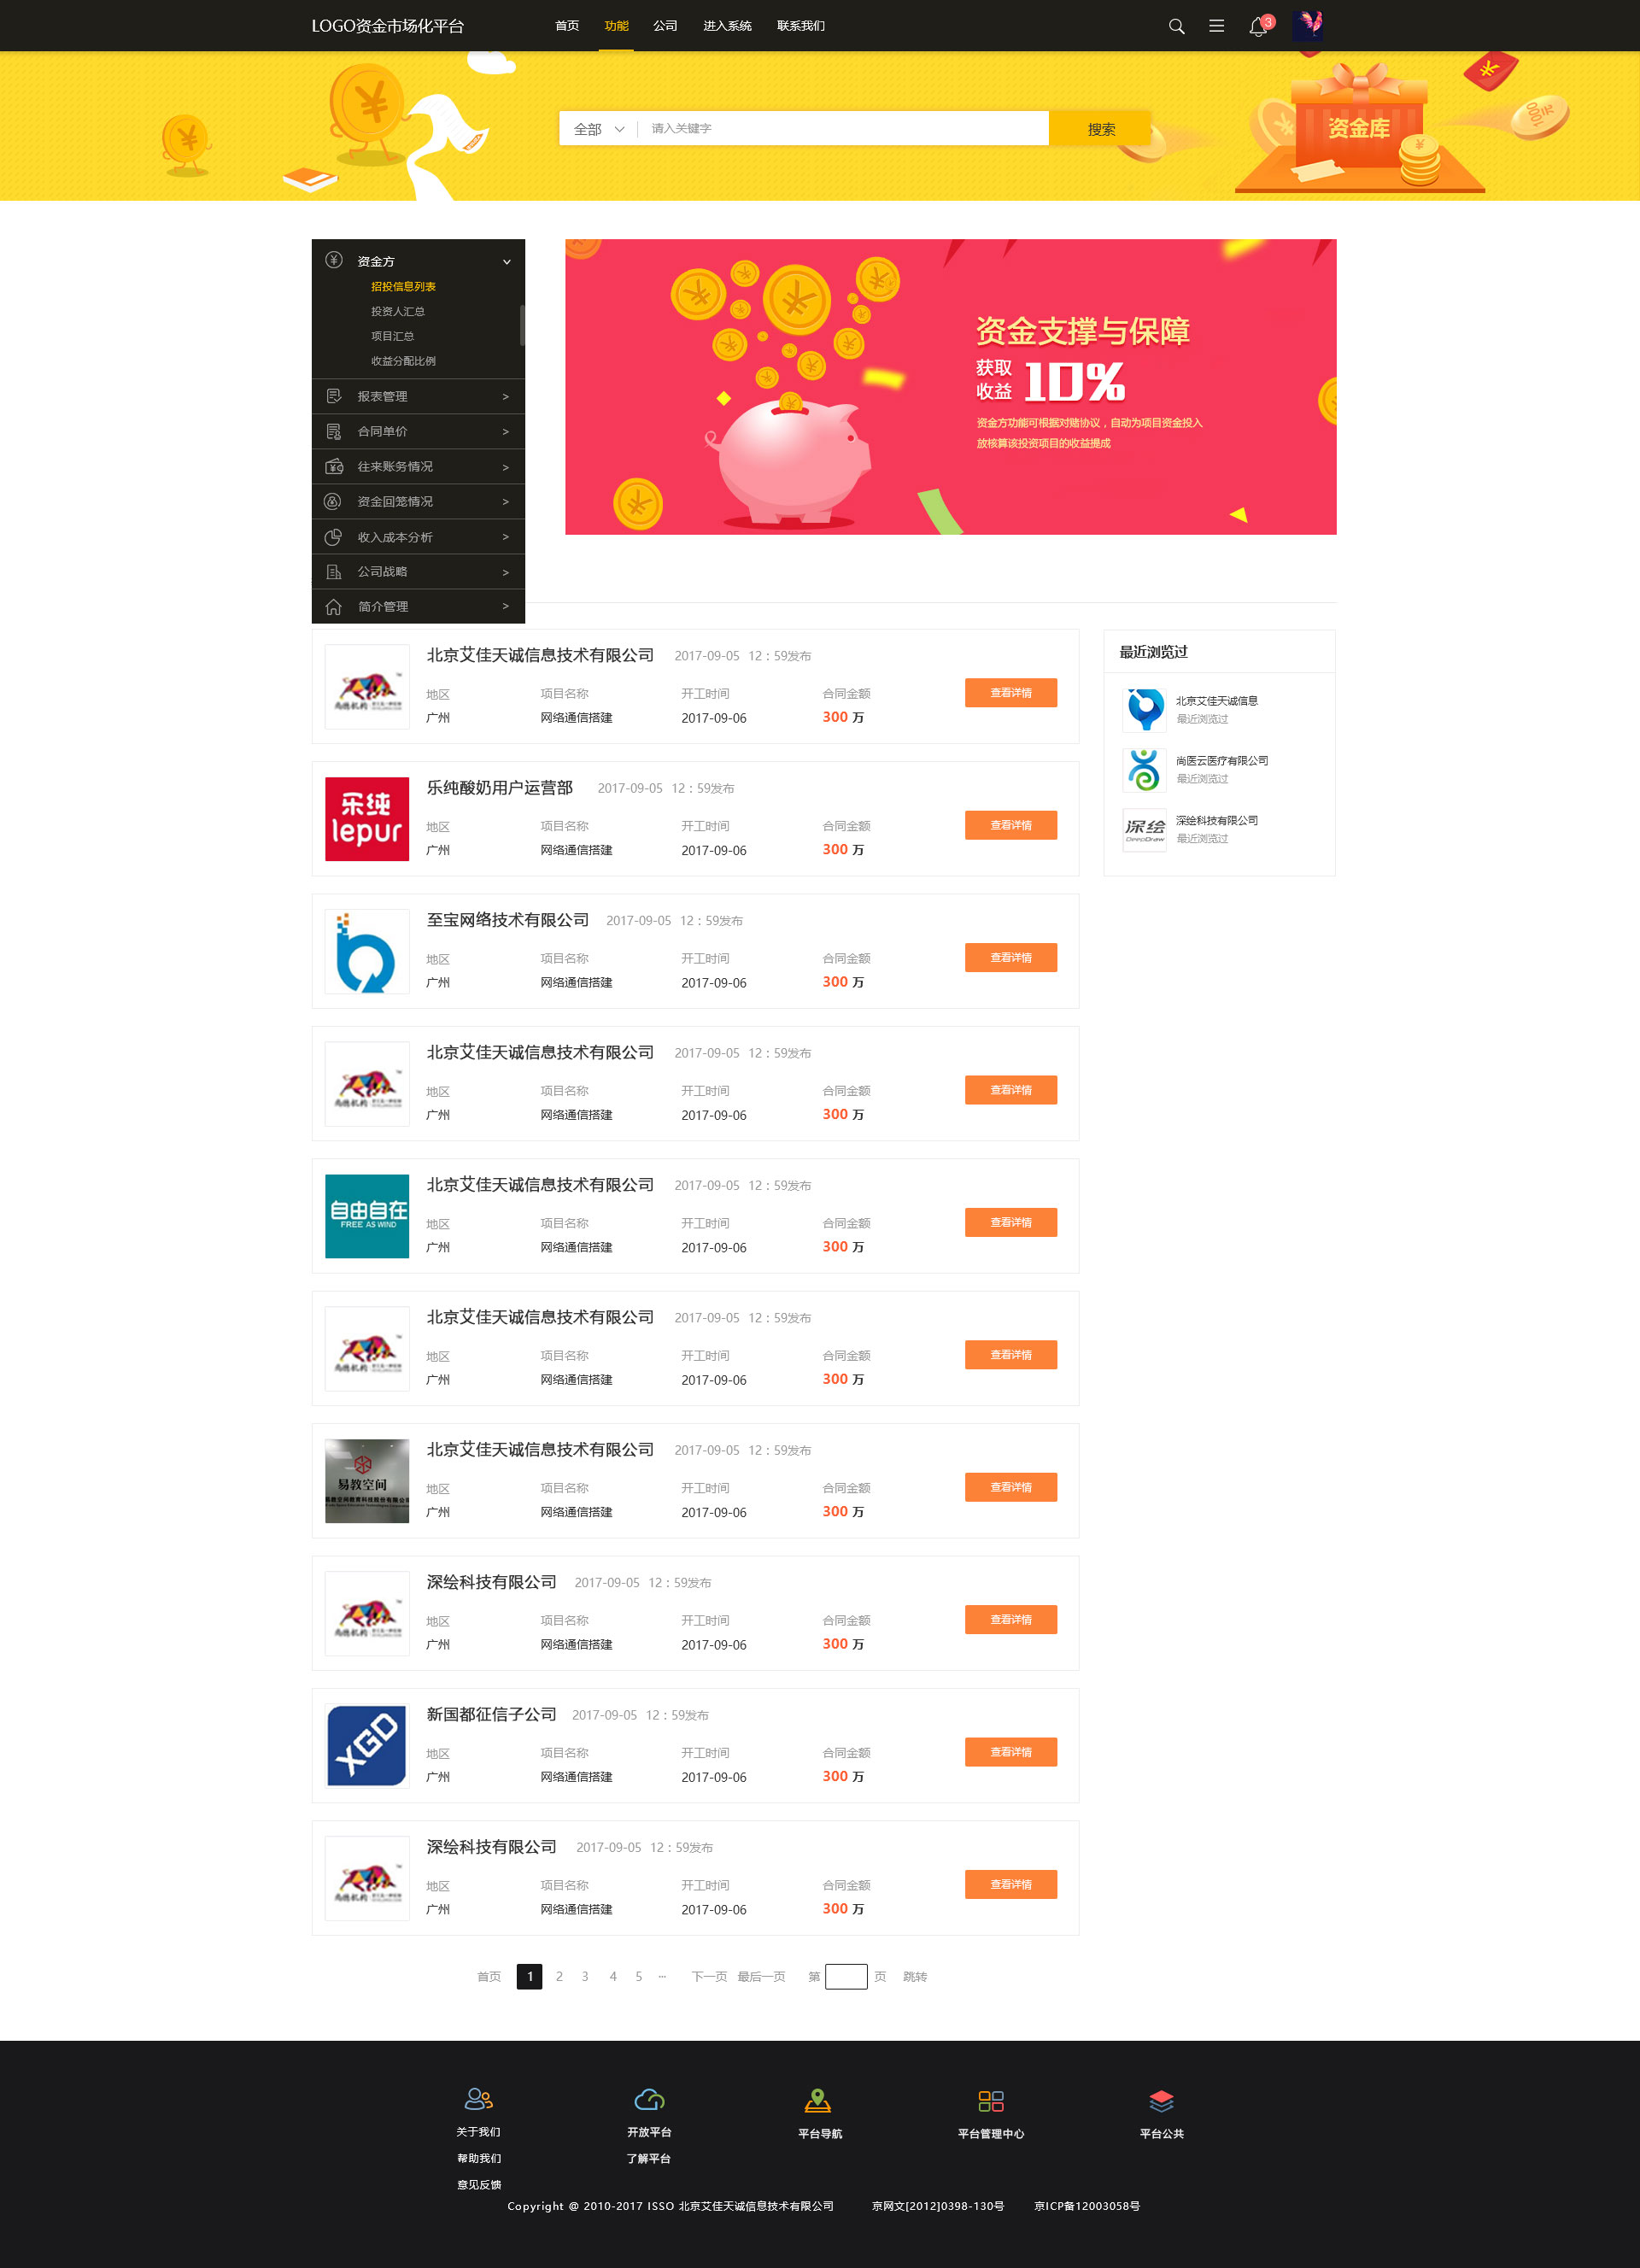 LOGO资金市场化平台
首页 功能 公司 进入系统 联系我们
3
全部 请入关键字 搜索
资金库
资金方
招投信息列表
投资人汇总
项目汇总
收益分配比例
报表管理 >
合同单价 >
往来账务情况 >
资金回笼情况 >
收入成本分析 >
公司战略 >
简介管理 >
资金支撑与保障
获取
收益 10%
资金方功能可根据对赌协议，自动为项目资金投入
放核算该投资项目的收益提成
北京艾佳天诚信息技术有限公司 2017-09-05 12：59发布
地区 项目名称 开工时间 合同金额
广州 网络通信搭建 2017-09-06 300 万
查看详情
乐纯
lepur
乐纯酸奶用户运营部 2017-09-05 12：59发布
地区 项目名称 开工时间 合同金额
广州 网络通信搭建 2017-09-06 300 万
查看详情
至宝网络技术有限公司 2017-09-05 12：59发布
地区 项目名称 开工时间 合同金额
广州 网络通信搭建 2017-09-06 300 万
查看详情
北京艾佳天诚信息技术有限公司 2017-09-05 12：59发布
地区 项目名称 开工时间 合同金额
广州 网络通信搭建 2017-09-06 300 万
查看详情
自由自在
FREE AS WIND
北京艾佳天诚信息技术有限公司 2017-09-05 12：59发布
地区 项目名称 开工时间 合同金额
广州 网络通信搭建 2017-09-06 300 万
查看详情
北京艾佳天诚信息技术有限公司 2017-09-05 12：59发布
地区 项目名称 开工时间 合同金额
广州 网络通信搭建 2017-09-06 300 万
查看详情
易教空间
北京艾佳天诚信息技术有限公司 2017-09-05 12：59发布
地区 项目名称 开工时间 合同金额
广州 网络通信搭建 2017-09-06 300 万
查看详情
深绘科技有限公司 2017-09-05 12：59发布
地区 项目名称 开工时间 合同金额
广州 网络通信搭建 2017-09-06 300 万
查看详情
XGD
新国都征信子公司 2017-09-05 12：59发布
地区 项目名称 开工时间 合同金额
广州 网络通信搭建 2017-09-06 300 万
查看详情
深绘科技有限公司 2017-09-05 12：59发布
地区 项目名称 开工时间 合同金额
广州 网络通信搭建 2017-09-06 300 万
查看详情
最近浏览过
北京艾佳天诚信息
最近浏览过
尚医云医疗有限公司
最近浏览过
深绘
DeepDraw
深绘科技有限公司
最近浏览过
首页 1 2 3 4 5 ... 下一页 最后一页 第 页 跳转
关于我们 开放平台 平台导航 平台管理中心 平台公共
帮助我们 了解平台
意见反馈
Copyright @ 2010-2017 ISSO 北京艾佳天诚信息技术有限公司 京网文[2012]0398-130号 京ICP备12003058号